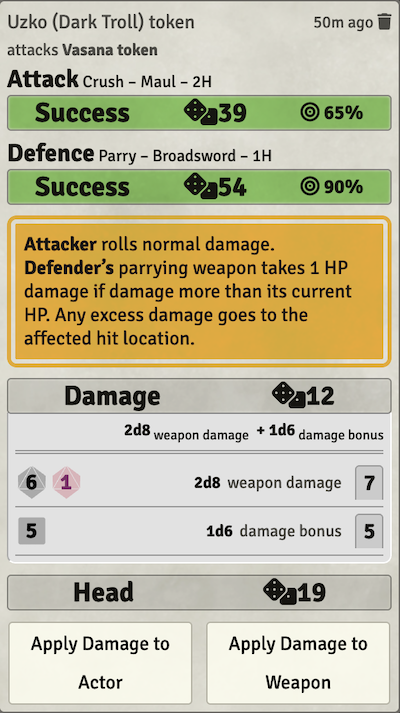 Uzko (Dark Troll) token 50m ago
attacks Vasana token
Attack Crush – Maul – 2H
Success 39 65%
Defence Parry – Broadsword – 1H
Success 54 90%
Attacker rolls normal damage.
Defender’s parrying weapon takes 1 HP
damage if damage more than its current
HP. Any excess damage goes to the
affected hit location.
Damage 12
2d8 weapon damage + 1d6 damage bonus
6 1 2d8 weapon damage 7
5 1d6 damage bonus 5
Head 19
Apply Damage to
Actor
Apply Damage to
Weapon